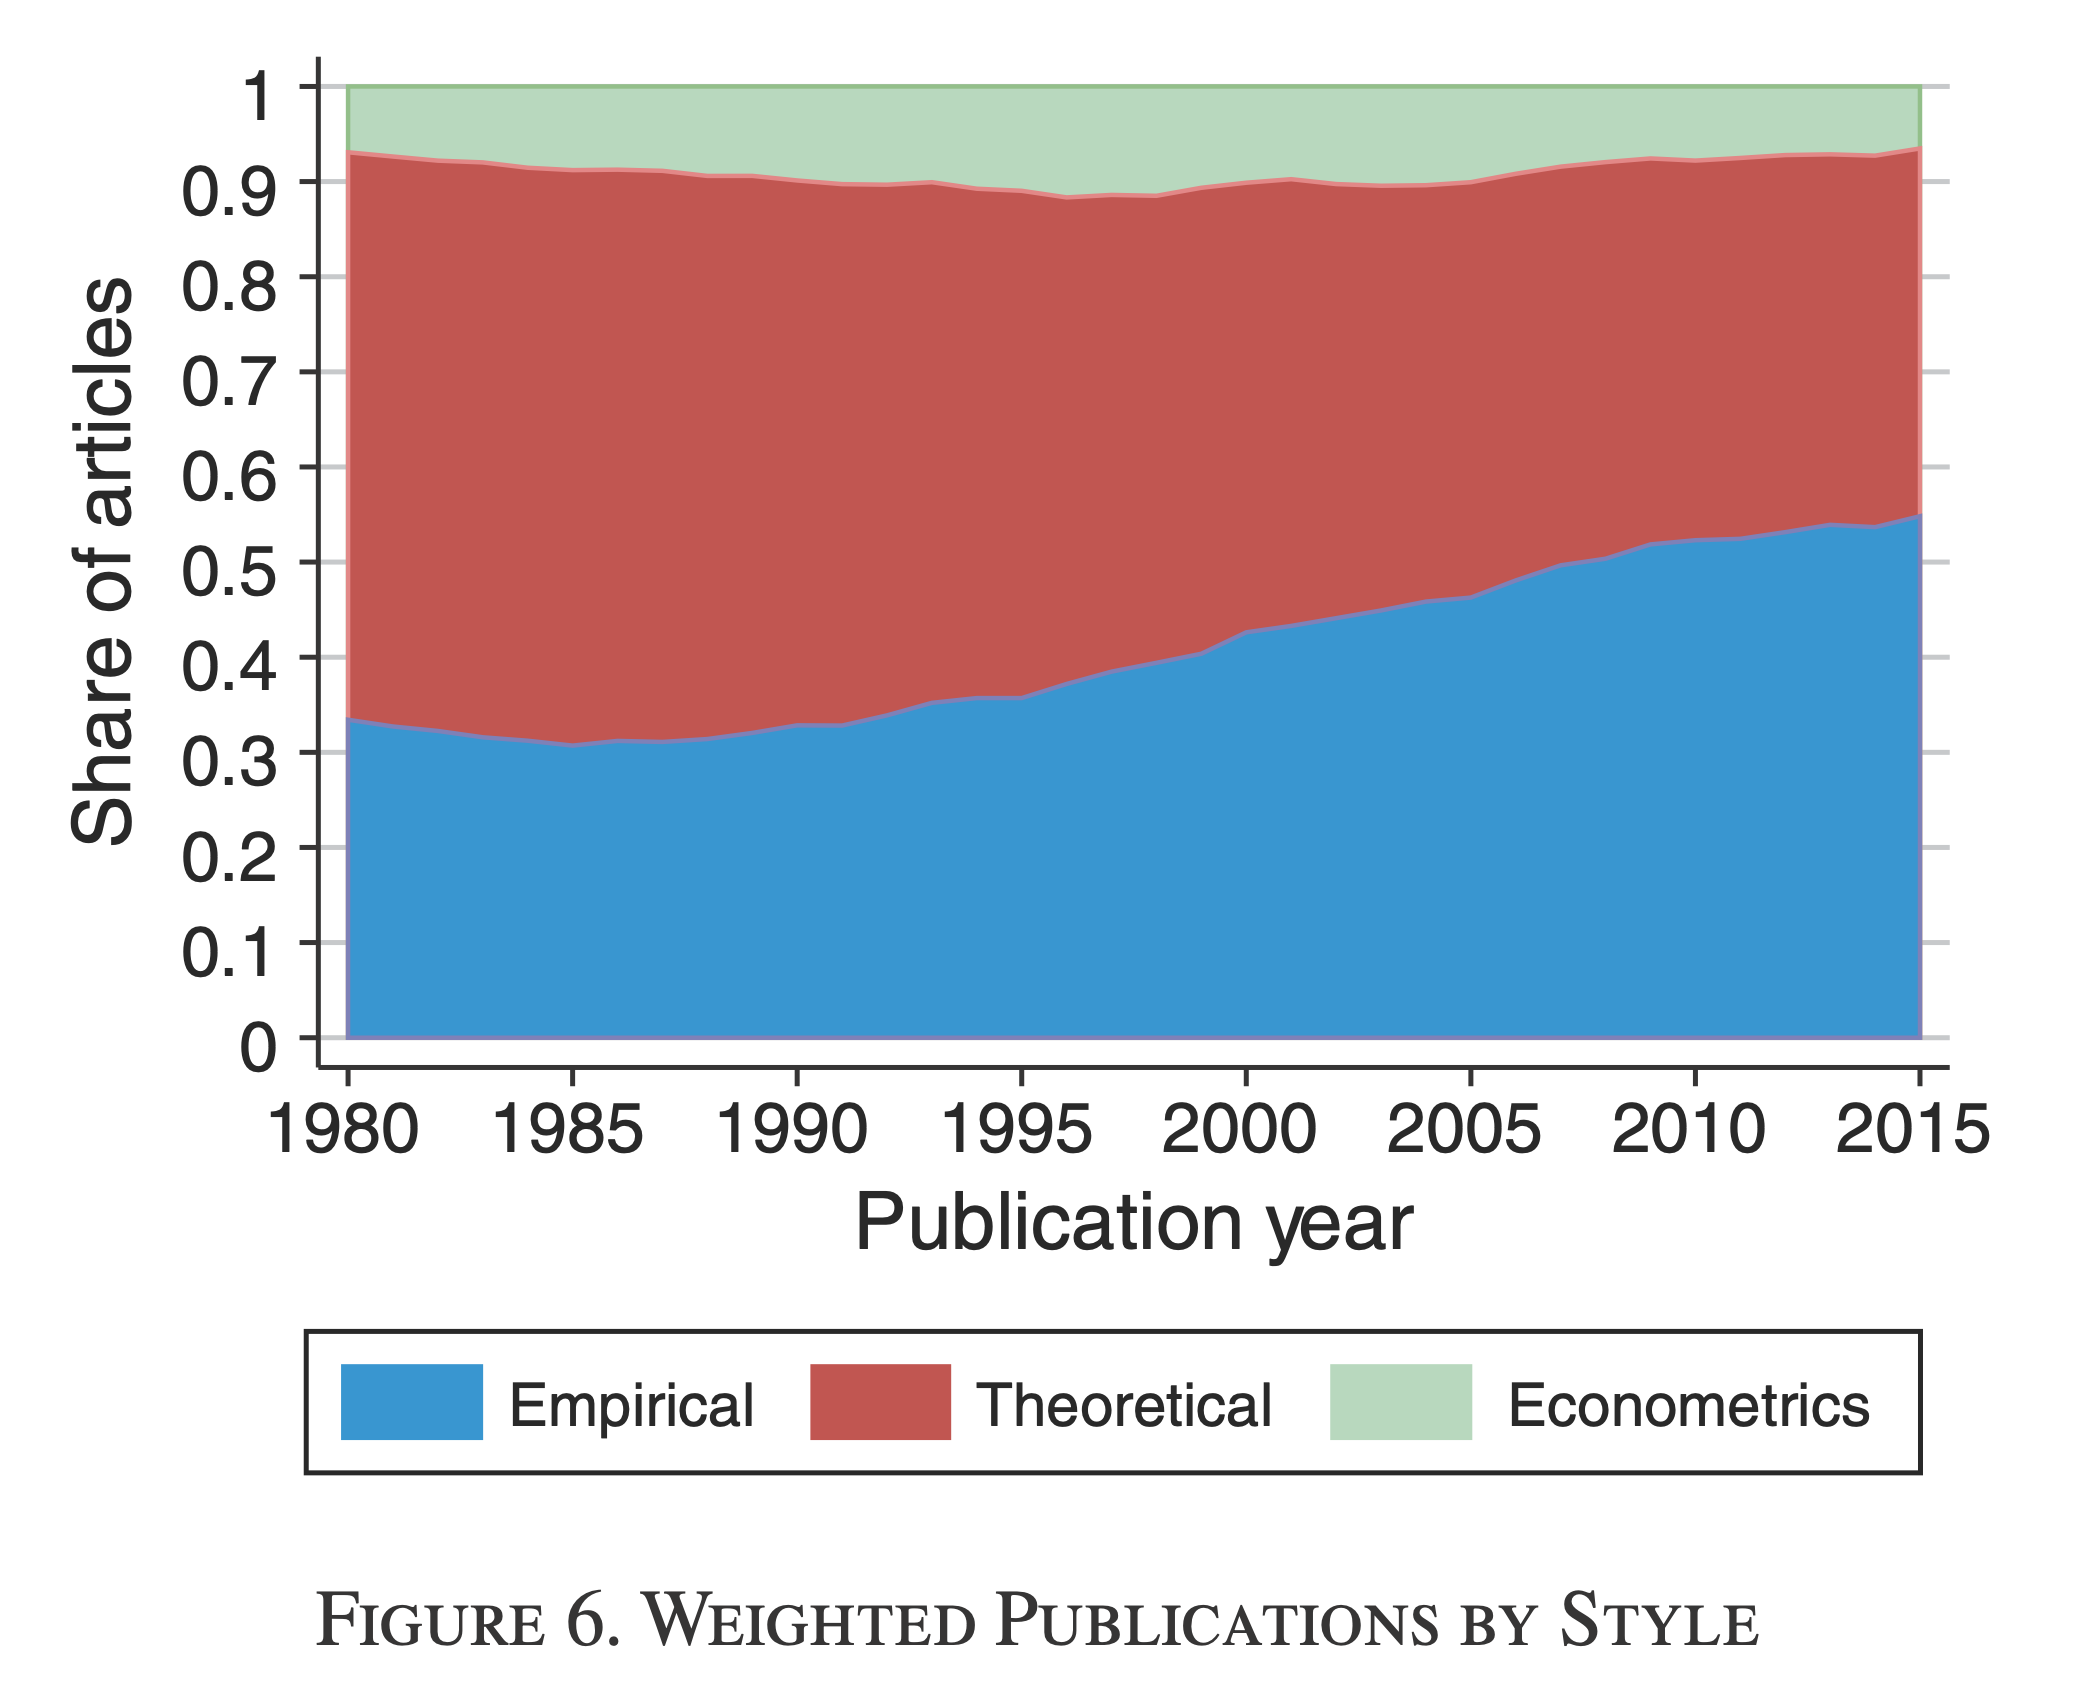 Share of articles
1
0.9
0.8
0.7
0.6
0.5
0.4
0.3
0.2
0.1
0
1980 1985 1990 1995 2000 2005 2010 2015
Publication year
Empirical Theoretical Econometrics
FIGURE 6. WEIGHTED PUBLICATIONS BY STYLE